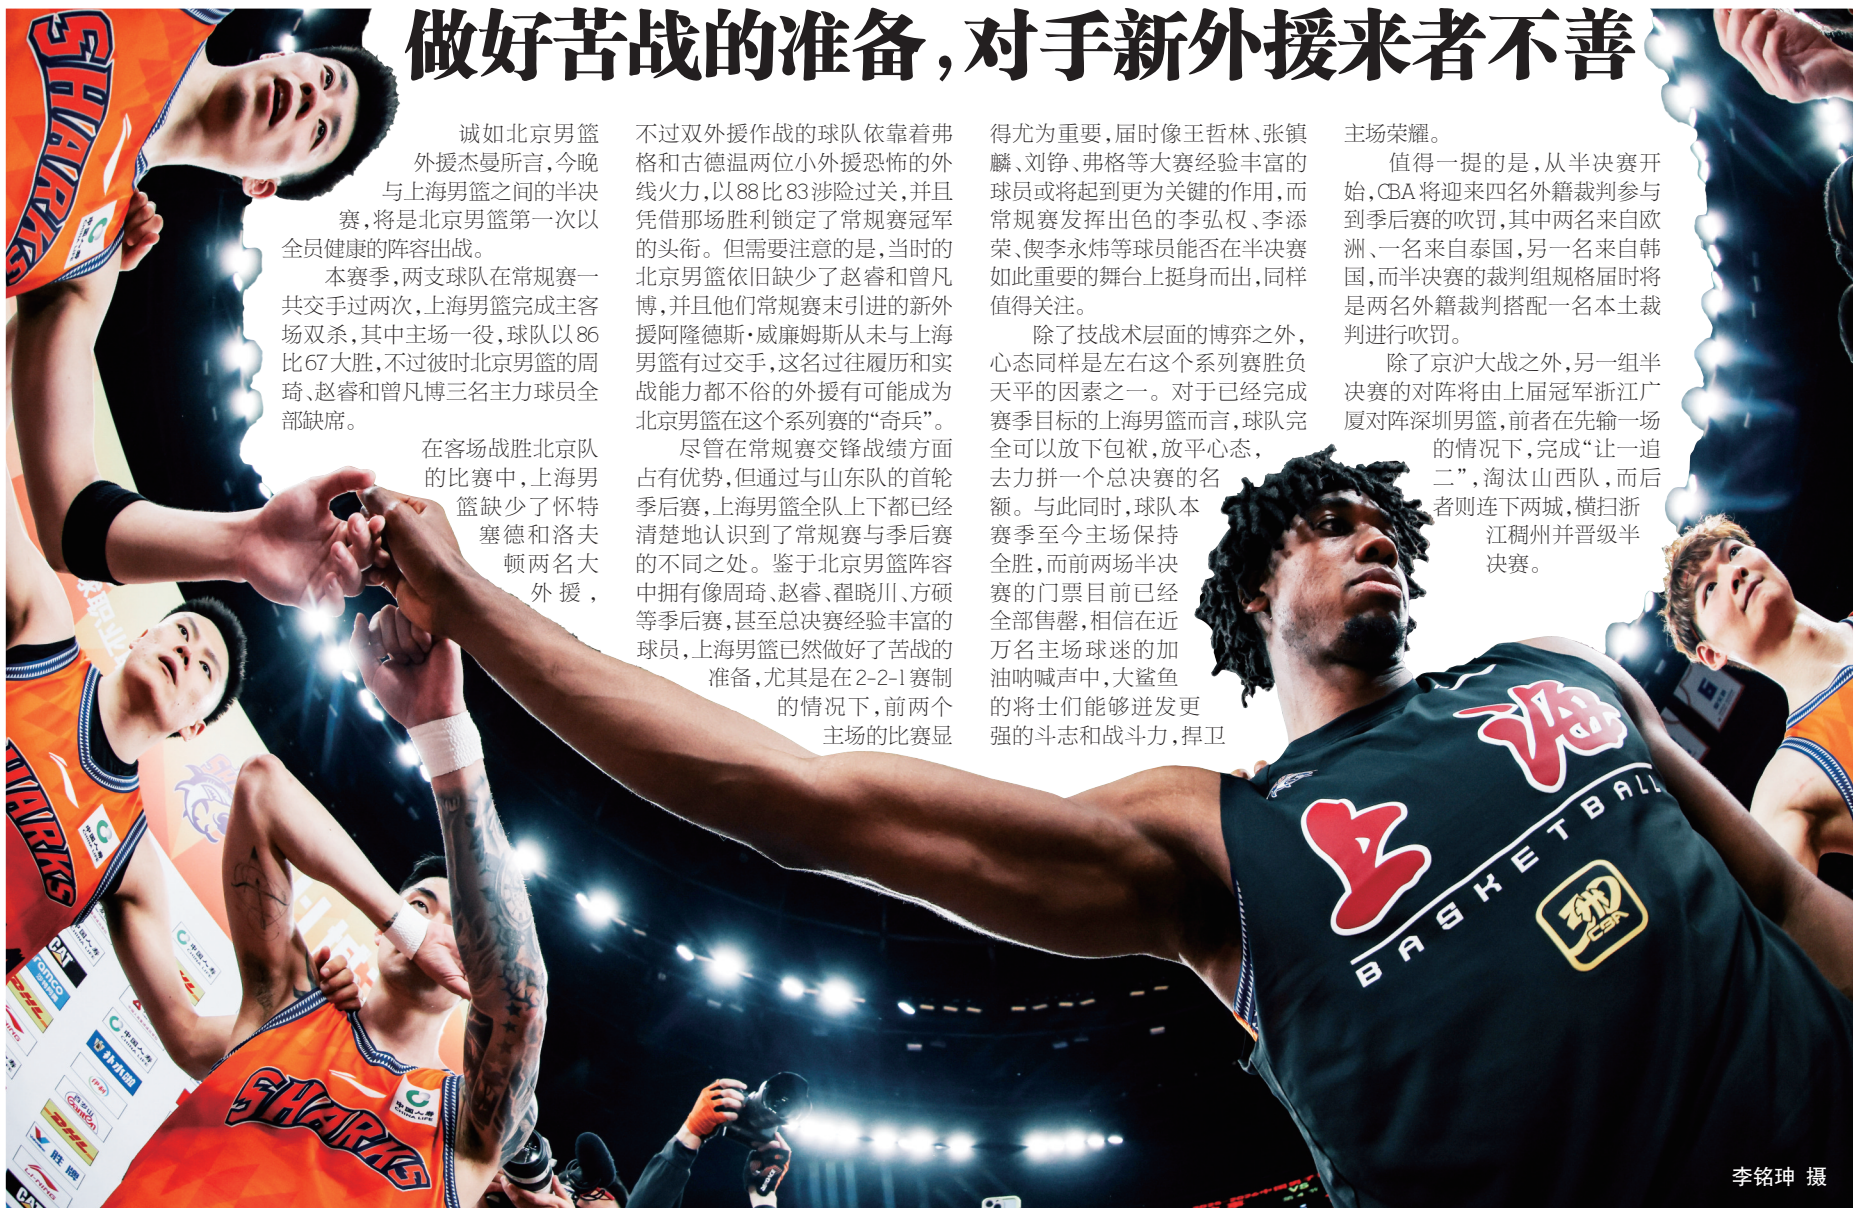 做好苦战的准备，对手新外援来者不善
诚如北京男篮
外援杰曼所言，今晚
与上海男篮之间的半决
赛，将是北京男篮第一次以
全员健康的阵容出战。
本赛季，两支球队在常规赛一
共交手过两次，上海男篮完成主客
场双杀，其中主场一役，球队以86
比67大胜，不过彼时北京男篮的周
琦、赵睿和曾凡博三名主力球员全
部缺席。
在客场战胜北京队
的比赛中，上海男
篮缺少了怀特
塞德和洛夫
顿两名大
外援，
不过双外援作战的球队依靠着弗
格和古德温两位小外援恐怖的外
线火力，以88比83涉险过关，并且
凭借那场胜利锁定了常规赛冠军
的头衔。但需要注意的是，当时的
北京男篮依旧缺少了赵睿和曾凡
博，并且他们常规赛末引进的新外
援阿隆德斯·威廉姆斯从未与上海
男篮有过交手，这名过往履历和实
战能力都不俗的外援有可能成为
北京男篮在这个系列赛的“奇兵”。
尽管在常规赛交锋战绩方面
占有优势，但通过与山东队的首轮
季后赛，上海男篮全队上下都已经
清楚地认识到了常规赛与季后赛
的不同之处。鉴于北京男篮阵容
中拥有像周琦、赵睿、翟晓川、方硕
等季后赛，甚至总决赛经验丰富的
球员，上海男篮已然做好了苦战的
准备，尤其是在2-2-1赛制
的情况下，前两个
主场的比赛显
得尤为重要，届时像王哲林、张镇
麟、刘铮、弗格等大赛经验丰富的
球员或将起到更为关键的作用，而
常规赛发挥出色的李弘权、李添
荣、偰李永炜等球员能否在半决赛
如此重要的舞台上挺身而出，同样
值得关注。
除了技战术层面的博弈之外，
心态同样是左右这个系列赛胜负
天平的因素之一。对于已经完成
赛季目标的上海男篮而言，球队完
全可以放下包袱，放平心态，
去力拼一个总决赛的名
额。与此同时，球队本
赛季至今主场保持
全胜，而前两场半决
赛的门票目前已经
全部售罄，相信在近
万名主场球迷的加
油呐喊声中，大鲨鱼
的将士们能够迸发更
强的斗志和战斗力，捍卫
主场荣耀。
值得一提的是，从半决赛开
始，CBA将迎来四名外籍裁判参与
到季后赛的吹罚，其中两名来自欧
洲、一名来自泰国，另一名来自韩
国，而半决赛的裁判组规格届时将
是两名外籍裁判搭配一名本土裁
判进行吹罚。
除了京沪大战之外，另一组半
决赛的对阵将由上届冠军浙江广
厦对阵深圳男篮，前者在先输一场
的情况下，完成“让一追
二”，淘汰山西队，而后
者则连下两城，横扫浙
江稠州并晋级半
决赛。
SHARKS
中国人寿
SHARKS
中国人寿
CHINA LIFE
SHARKS
中国人寿
CHINA LIFE
上海
BASKETBALL
CBA
CAT
中国人寿
DHL
中国人寿
DHL
李铭珅 摄